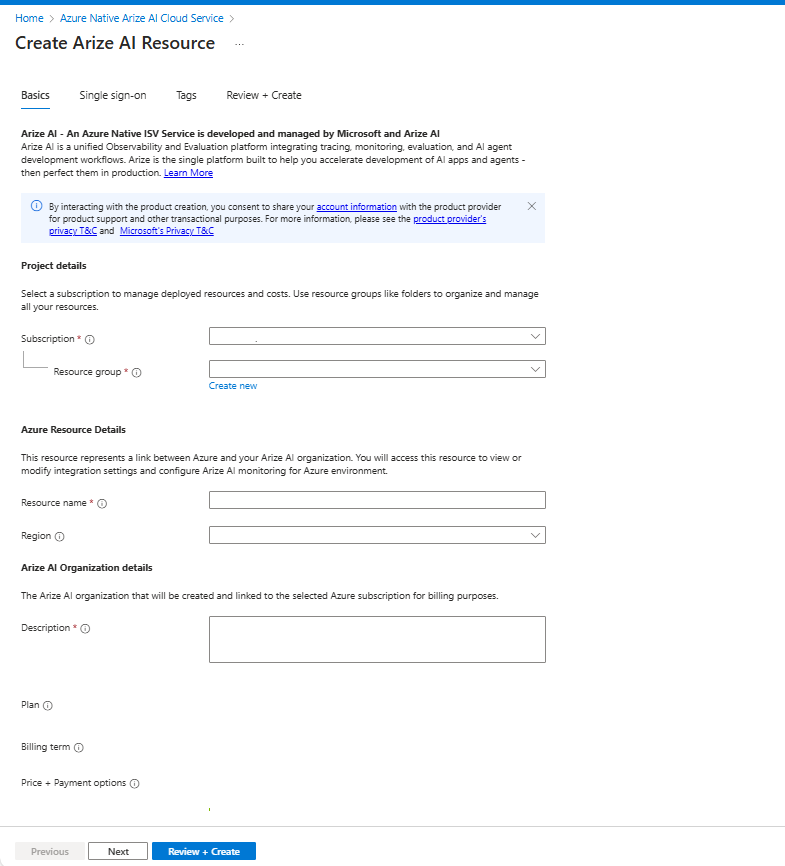 Home > Azure Native Arize AI Cloud Service >
Create Arize AI Resource ...
Basics Single sign-on Tags Review + Create
Arize AI - An Azure Native ISV Service is developed and managed by Microsoft and Arize AI
Arize AI is a unified Observability and Evaluation platform integrating tracing, monitoring, evaluation, and AI agent
development workflows. Arize is the single platform built to help you accelerate development of AI apps and agents -
then perfect them in production. Learn More
By interacting with the product creation, you consent to share your account information with the product provider
for product support and other transactional purposes. For more information, please see the product provider's
privacy T&C and Microsoft's Privacy T&C
Project details
Select a subscription to manage deployed resources and costs. Use resource groups like folders to organize and manage
all your resources.
Subscription *
Resource group *
Create new
Azure Resource Details
This resource represents a link between Azure and your Arize AI organization. You will access this resource to view or
modify integration settings and configure Arize AI monitoring for Azure environment.
Resource name *
Region
Arize AI Organization details
The Arize AI organization that will be created and linked to the selected Azure subscription for billing purposes.
Description *
Plan
Billing term
Price + Payment options
Previous Next Review + Create